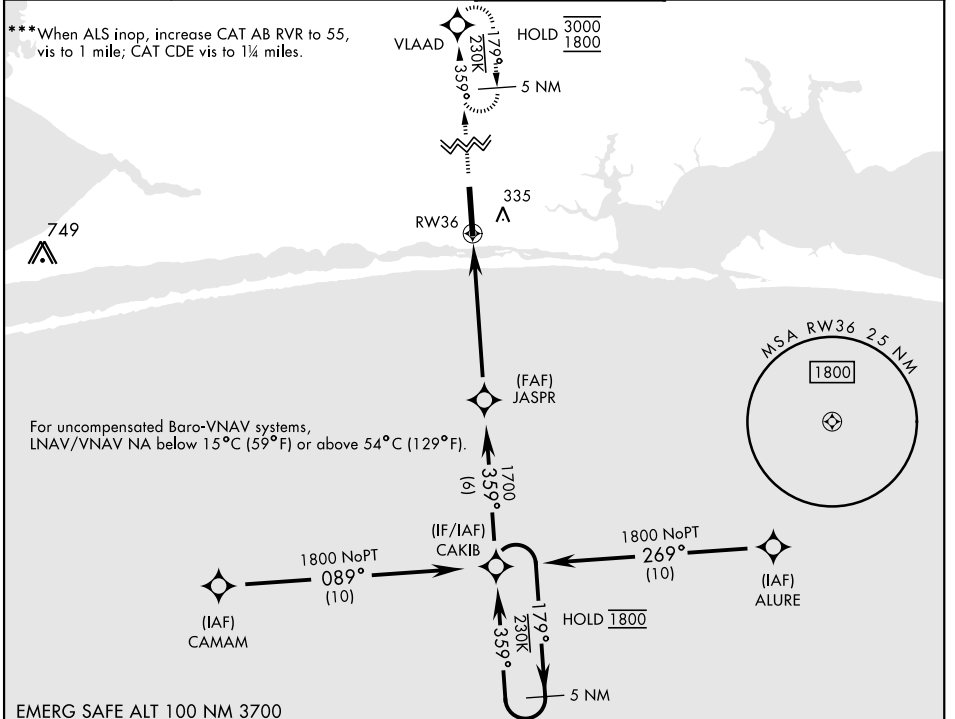 ***When ALS inop, increase CAT AB RVR to 55,
vis to 1 mile; CAT CDE vis to 1¼ miles.
VLAAD
HOLD 3000
1800
179°
230K
359°
5 NM
749
RW36
335
MSA RW36 25 NM
1800
(FAF)
JASPR
For uncompensated Baro-VNAV systems,
LNAV/VNAV NA below 15°C (59°F) or above 54°C (129°F).
1700
359°
(6)
(IF/IAF)
CAKIB
1800 NoPT
089°
(10)
1800 NoPT
269°
(10)
(IAF)
CAMAM
(IAF)
ALURE
HOLD 1800
179°
230K
359°
5 NM
EMERG SAFE ALT 100 NM 3700